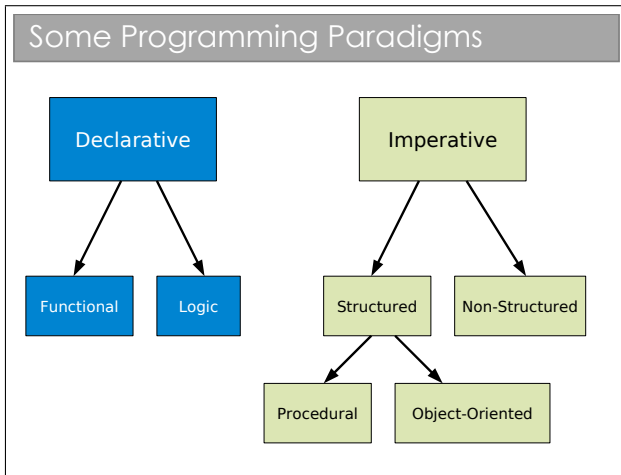 Some Programming Paradigms
Declarative
Imperative
Functional
Logic
Structured
Non-Structured
Procedural
Object-Oriented